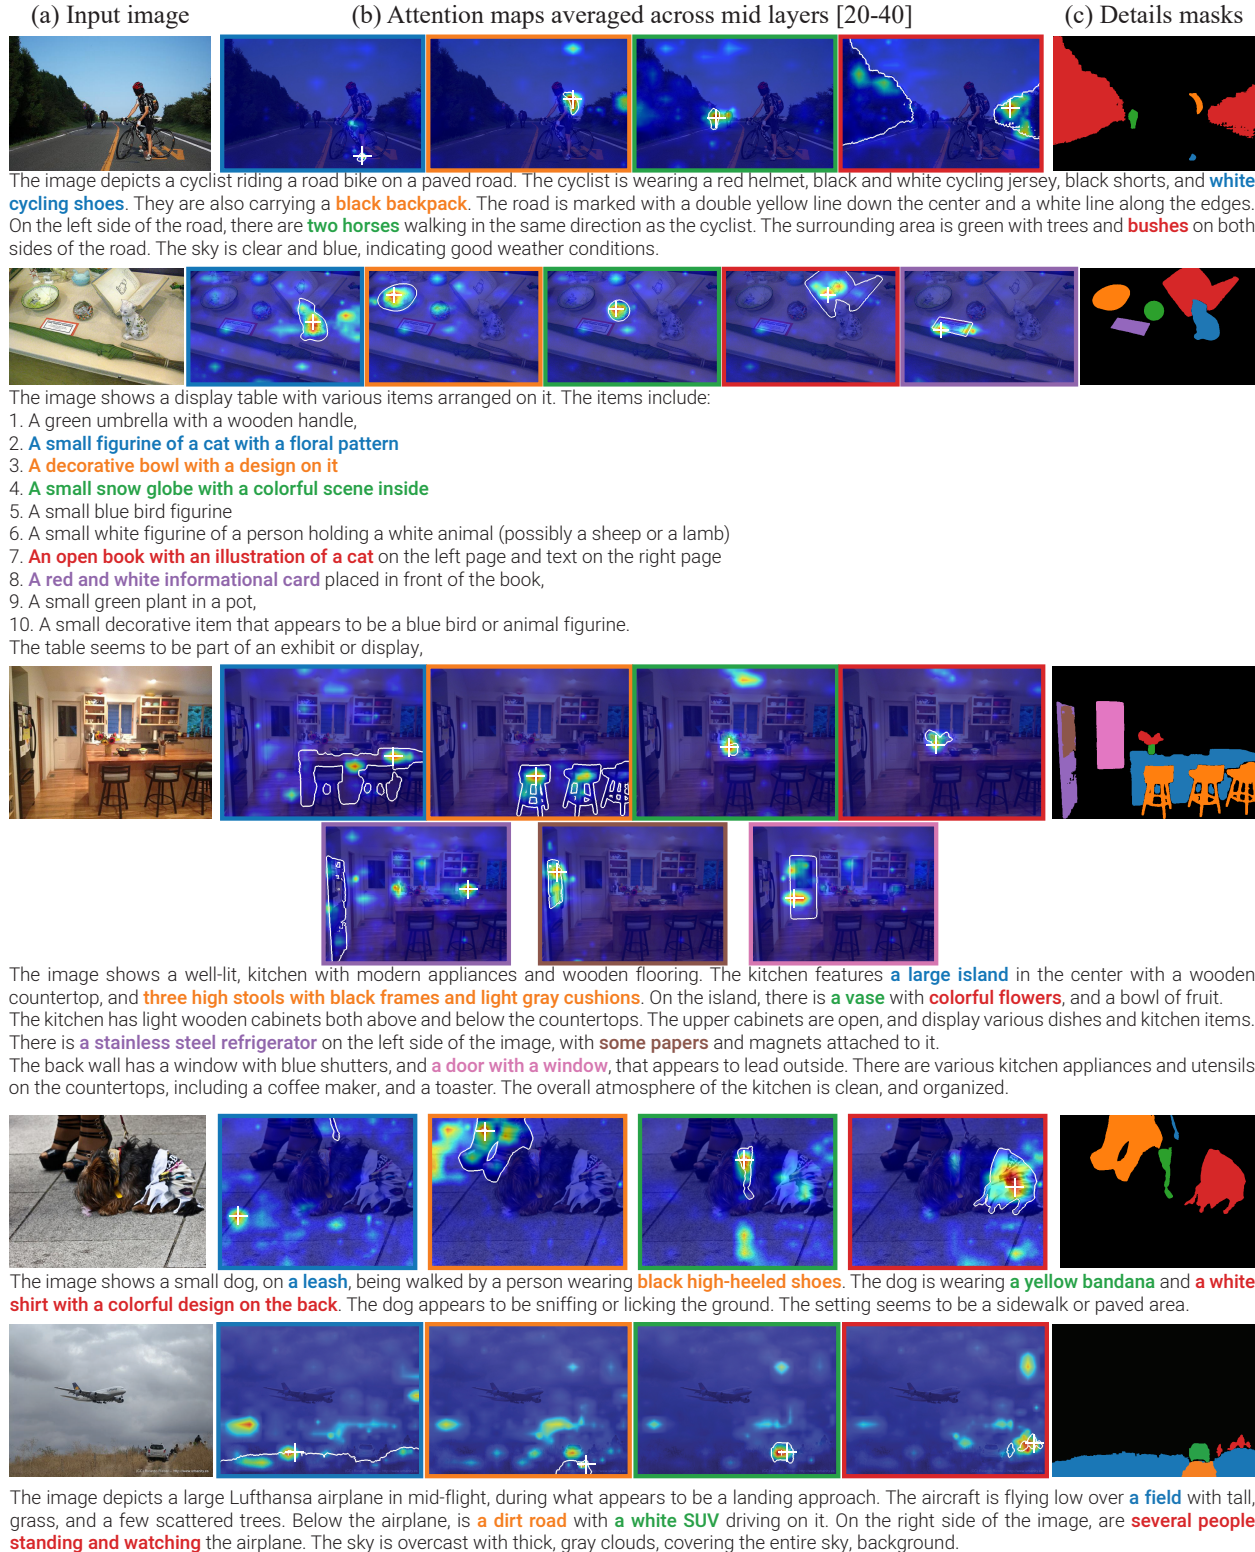 (a) Input image (b) Attention maps averaged across mid layers [20-40] (c) Details masks
The image depicts a cyclist riding a road bike on a paved road. The cyclist is wearing a red helmet, black and white cycling jersey, black shorts, and white
cycling shoes. They are also carrying a black backpack. The road is marked with a double yellow line down the center and a white line along the edges.
On the left side of the road, there are two horses walking in the same direction as the cyclist. The surrounding area is green with trees and bushes on both
sides of the road. The sky is clear and blue, indicating good weather conditions.
The image shows a display table with various items arranged on it. The items include:
1. A green umbrella with a wooden handle,
2. A small figurine of a cat with a floral pattern
3. A decorative bowl with a design on it
4. A small snow globe with a colorful scene inside
5. A small blue bird figurine
6. A small white figurine of a person holding a white animal (possibly a sheep or a lamb)
7. An open book with an illustration of a cat on the left page and text on the right page
8. A red and white informational card placed in front of the book,
9. A small green plant in a pot,
10. A small decorative item that appears to be a blue bird or animal figurine.
The table seems to be part of an exhibit or display,
The image shows a well-lit, kitchen with modern appliances and wooden flooring. The kitchen features a large island in the center with a wooden
countertop, and three high stools with black frames and light gray cushions. On the island, there is a vase with colorful flowers, and a bowl of fruit.
The kitchen has light wooden cabinets both above and below the countertops. The upper cabinets are open, and display various dishes and kitchen items.
There is a stainless steel refrigerator on the left side of the image, with some papers and magnets attached to it.
The back wall has a window with blue shutters, and a door with a window, that appears to lead outside. There are various kitchen appliances and utensils
on the countertops, including a coffee maker, and a toaster. The overall atmosphere of the kitchen is clean, and organized.
The image shows a small dog, on a leash, being walked by a person wearing black high-heeled shoes. The dog is wearing a yellow bandana and a white
shirt with a colorful design on the back. The dog appears to be sniffing or licking the ground. The setting seems to be a sidewalk or paved area.
The image depicts a large Lufthansa airplane in mid-flight, during what appears to be a landing approach. The aircraft is flying low over a field with tall,
grass, and a few scattered trees. Below the airplane, is a dirt road with a white SUV driving on it. On the right side of the image, are several people
standing and watching the airplane. The sky is overcast with thick, gray clouds, covering the entire sky, background.